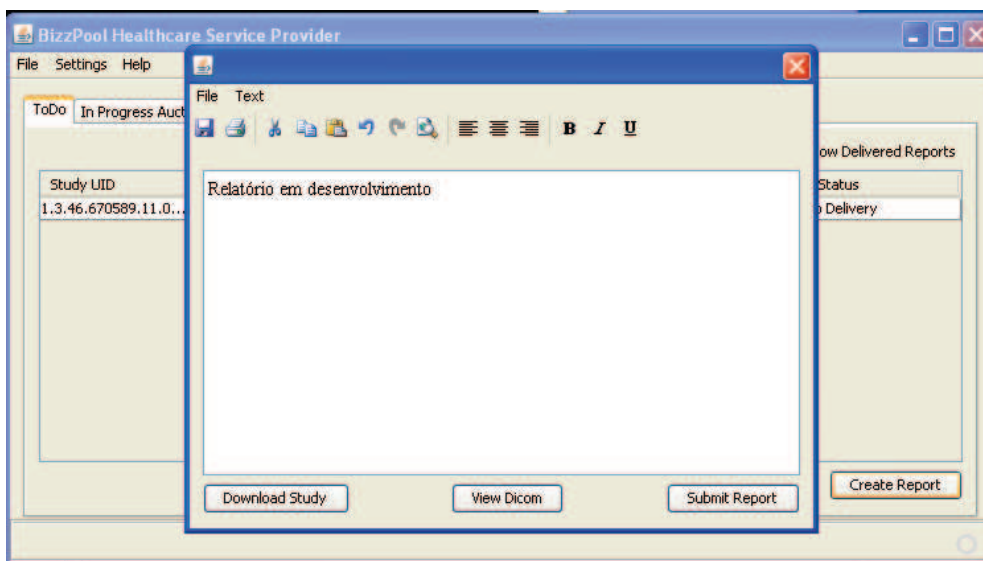 BizzPool Healthcare Service Provider
File Settings Help
File Text
ToDo In Progress Auct
B I U
ow Delivered Reports
Study UID
Status
1.3.46.670589.11.0...
Delivery
Relatório em desenvolvimento
Create Report
Download Study View Dicom Submit Report